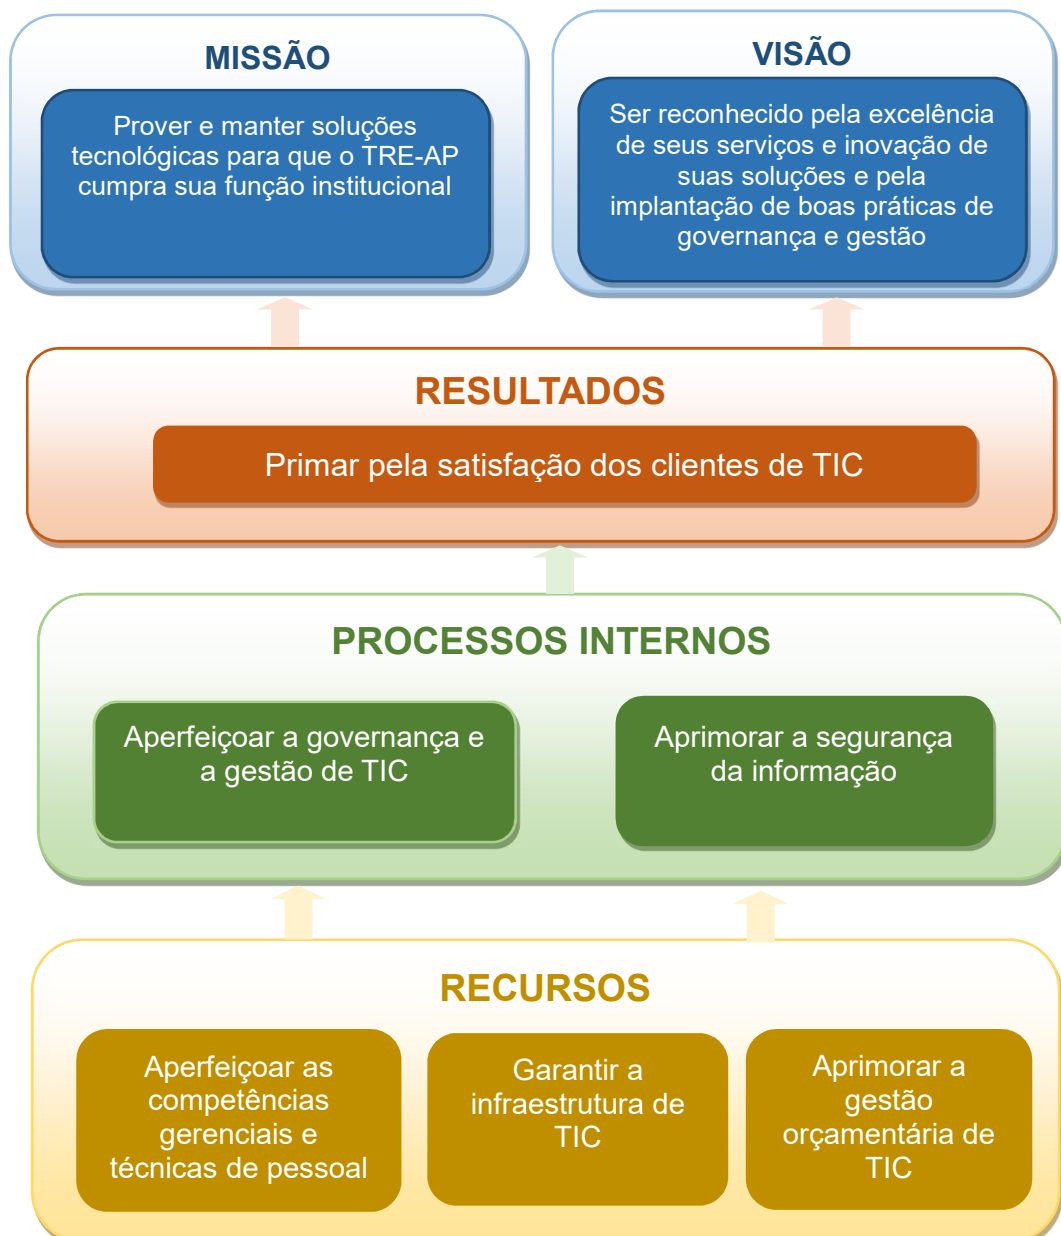 MISSÃO
Prover e manter soluções
tecnológicas para que o TRE-AP
cumpra sua função institucional
VISÃO
Ser reconhecido pela excelência
de seus serviços e inovação de
suas soluções e pela
implantação de boas práticas de
governança e gestão
RESULTADOS
Primar pela satisfação dos clientes de TIC
PROCESSOS INTERNOS
Aperfeiçoar a governança e
a gestão de TIC
Aprimorar a segurança
da informação
RECURSOS
Aperfeiçoar as
competências
gerenciais e
técnicas de pessoal
Garantir a
infraestrutura de
TIC
Aprimorar a
gestão
orçamentária de
TIC